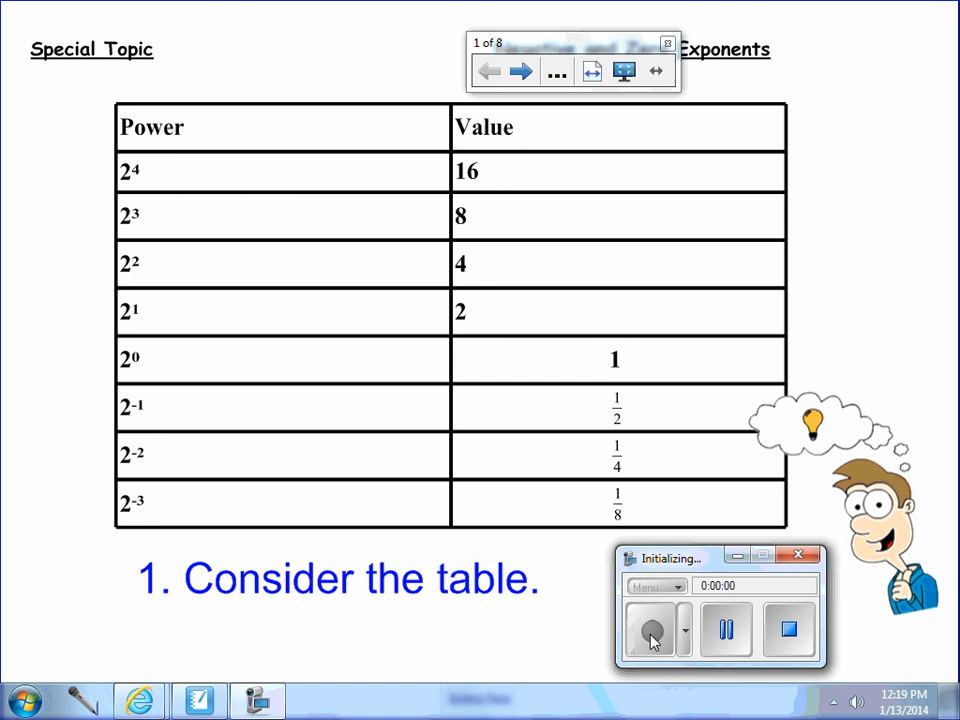 Special Topic
1 of 8
Exponents
Power Value
2⁴ 16
2³ 8
2² 4
2¹ 2
2⁰ 1
2⁻¹ 1/2
2⁻² 1/4
2⁻³ 1/8
1. Consider the table.
Initializing...
Menu 0:00:00
12:19 PM
1/13/2014